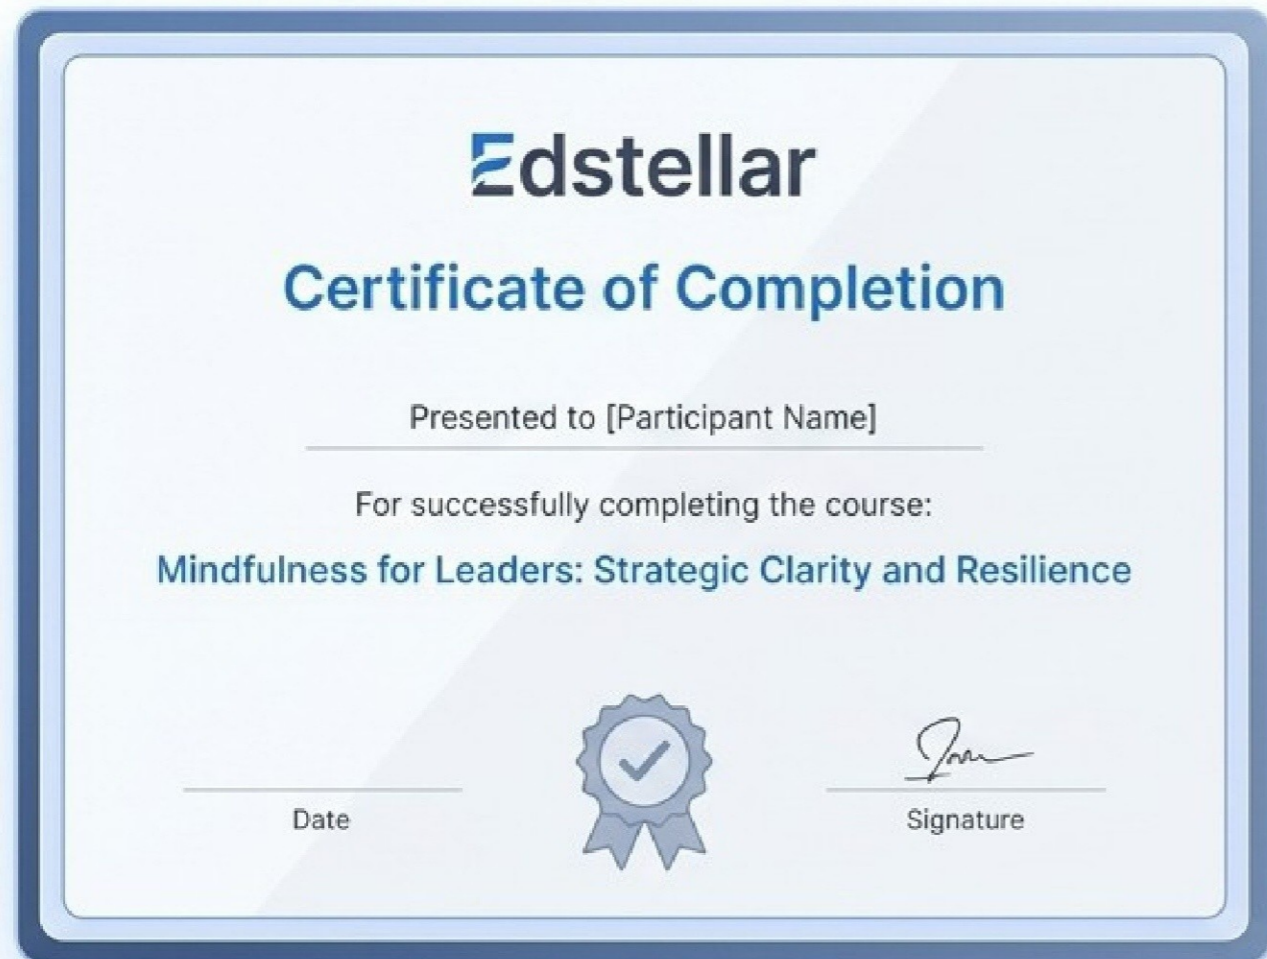 Edstellar
Certificate of Completion
Presented to [Participant Name]
For successfully completing the course:
Mindfulness for Leaders: Strategic Clarity and Resilience
Date
Signature